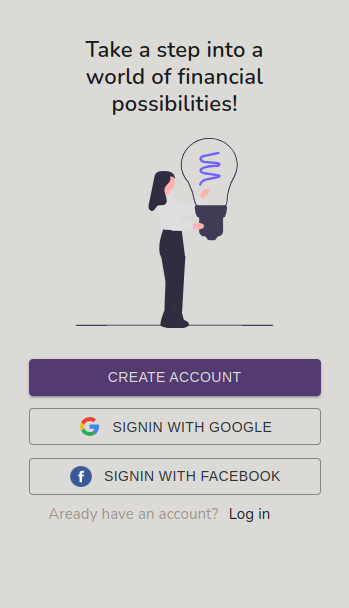 Take a step into a
world of financial
possibilities!
CREATE ACCOUNT
SIGNIN WITH GOOGLE
SIGNIN WITH FACEBOOK
Aready have an account? Log in